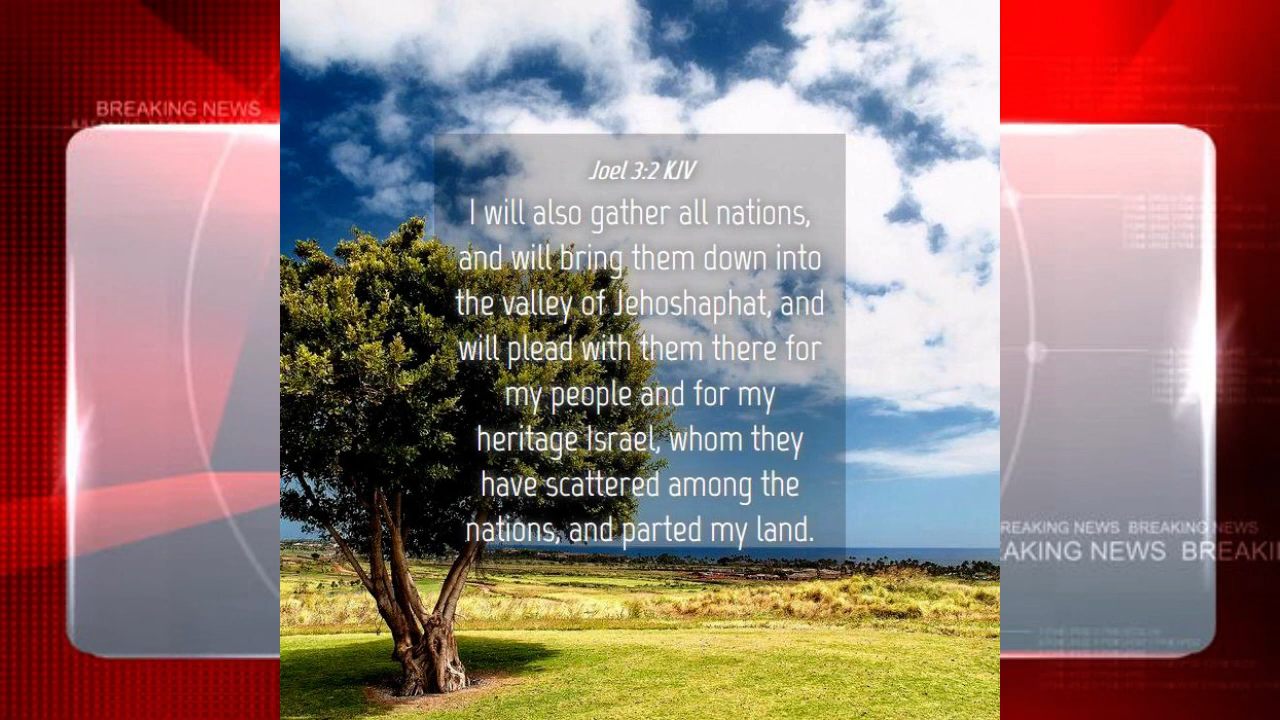 BREAKING NEWS
Joel 3:2 KJV
I will also gather all nations,
and will bring them down into
the valley of Jehoshaphat, and
will plead with them there for
my people and for my
heritage Israel, whom they
have scattered among the
nations, and parted my land.
REAKING NEWS BREAKING NEWS
AKING NEWS BREAKI